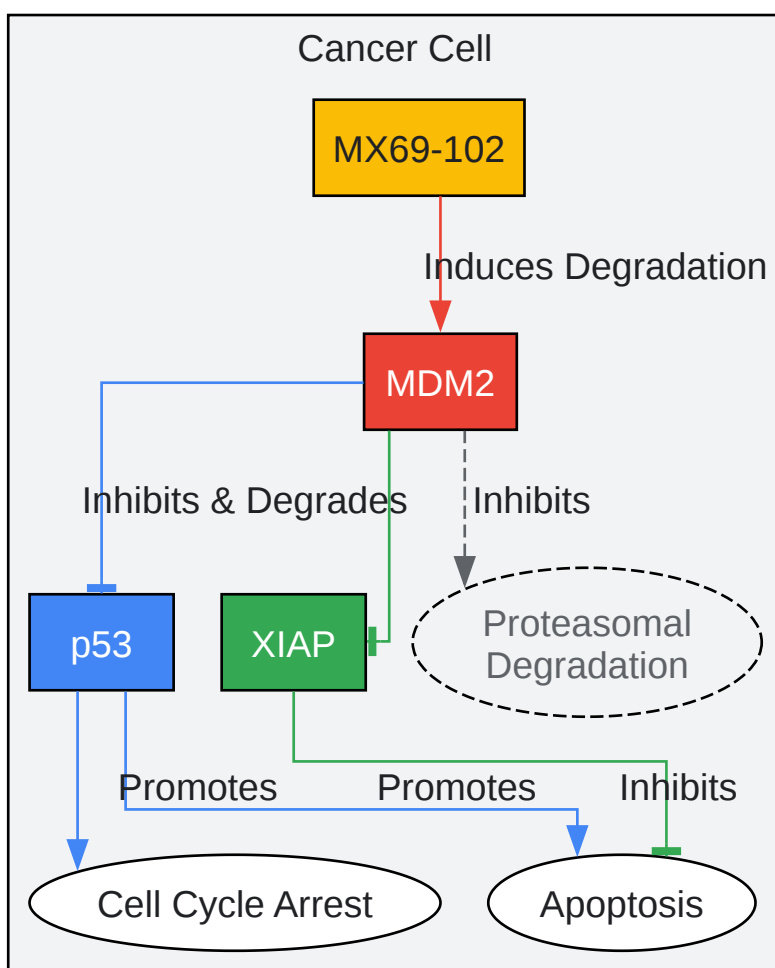 Cancer Cell
MX69-102
Induces Degradation
MDM2
Inhibits & Degrades
Inhibits
p53
XIAP
Proteasomal
Degradation
Promotes
Promotes
Inhibits
Cell Cycle Arrest
Apoptosis